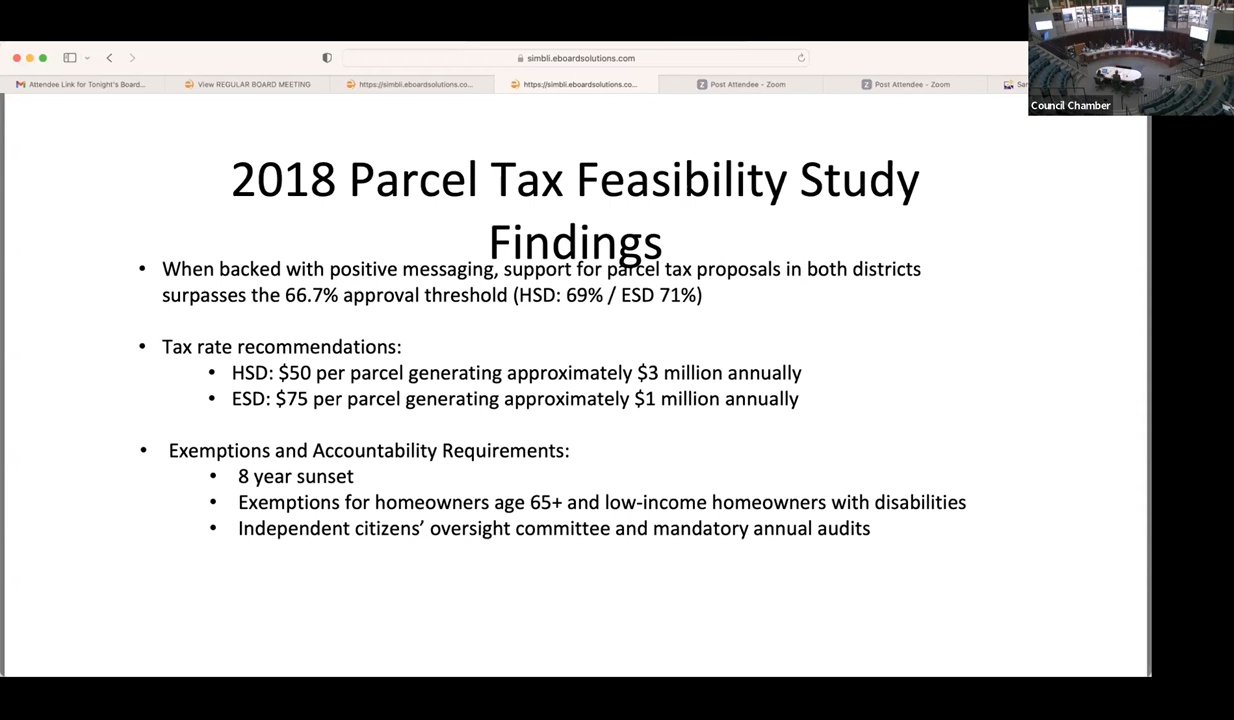 simbli.eboardsolutions.com
Attendee Link for Tonight's Board...
View REGULAR BOARD MEETING
https://simbli.eboardsolutions.co...
https://simbli.eboardsolutions.co...
Post Attendee - Zoom
Post Attendee - Zoom
Council Chamber
2018 Parcel Tax Feasibility Study
Findings
• When backed with positive messaging, support for parcel tax proposals in both districts
surpasses the 66.7% approval threshold (HSD: 69% / ESD 71%)
• Tax rate recommendations:
• HSD: $50 per parcel generating approximately $3 million annually
• ESD: $75 per parcel generating approximately $1 million annually
• Exemptions and Accountability Requirements:
• 8 year sunset
• Exemptions for homeowners age 65+ and low-income homeowners with disabilities
• Independent citizens’ oversight committee and mandatory annual audits